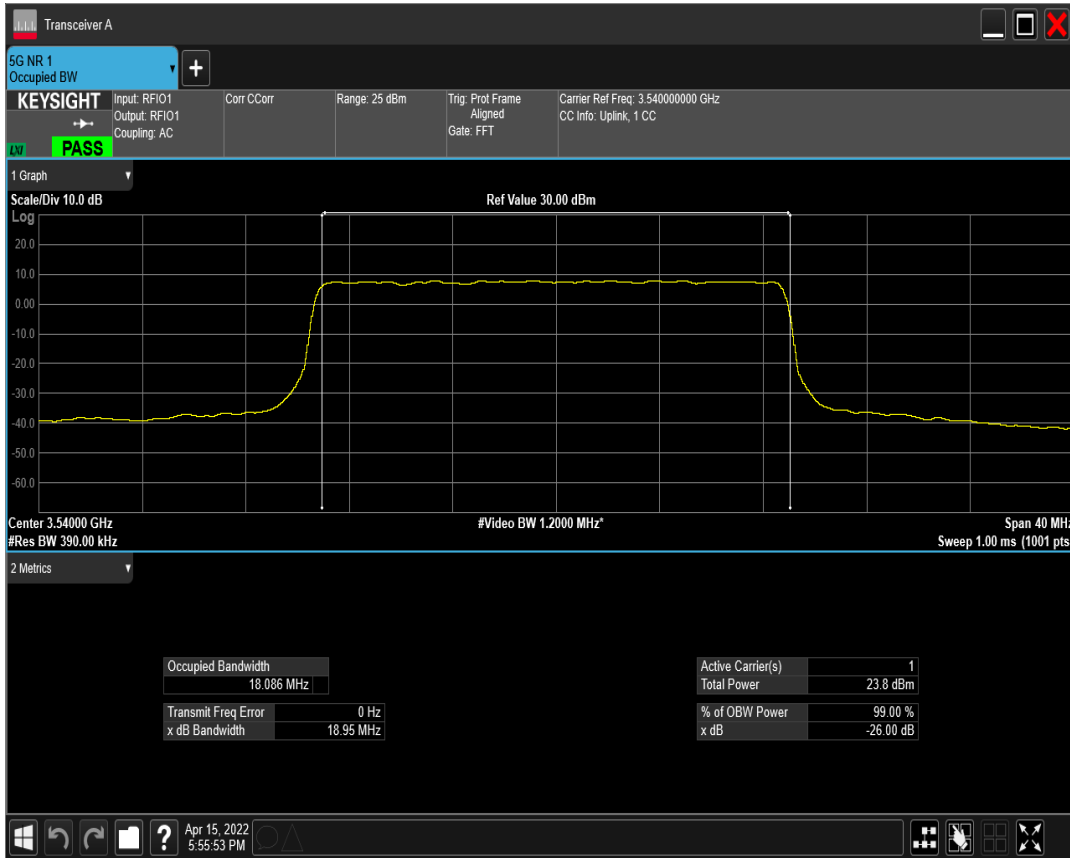 Transceiver A
5G NR 1
Occupied BW
KEYSIGHT
LXI
PASS
Input: RFIO1
Output: RFIO1
Coupling: AC
Corr CCorr
Range: 25 dBm
Trig: Prot Frame
Aligned
Gate: FFT
Carrier Ref Freq: 3.540000000 GHz
CC Info: Uplink, 1 CC
1 Graph
Scale/Div 10.0 dB
Ref Value 30.00 dBm
Log
20.0
10.0
0.00
-10.0
-20.0
-30.0
-40.0
-50.0
-60.0
Center 3.54000 GHz
#Video BW 1.2000 MHz*
Span 40 MHz
#Res BW 390.00 kHz
Sweep 1.00 ms (1001 pts
2 Metrics
Occupied Bandwidth
18.086 MHz
Transmit Freq Error 0 Hz
x dB Bandwidth 18.95 MHz
Active Carrier(s) 1
Total Power 23.8 dBm
% of OBW Power 99.00 %
x dB -26.00 dB
?
Apr 15, 2022
5:55:53 PM